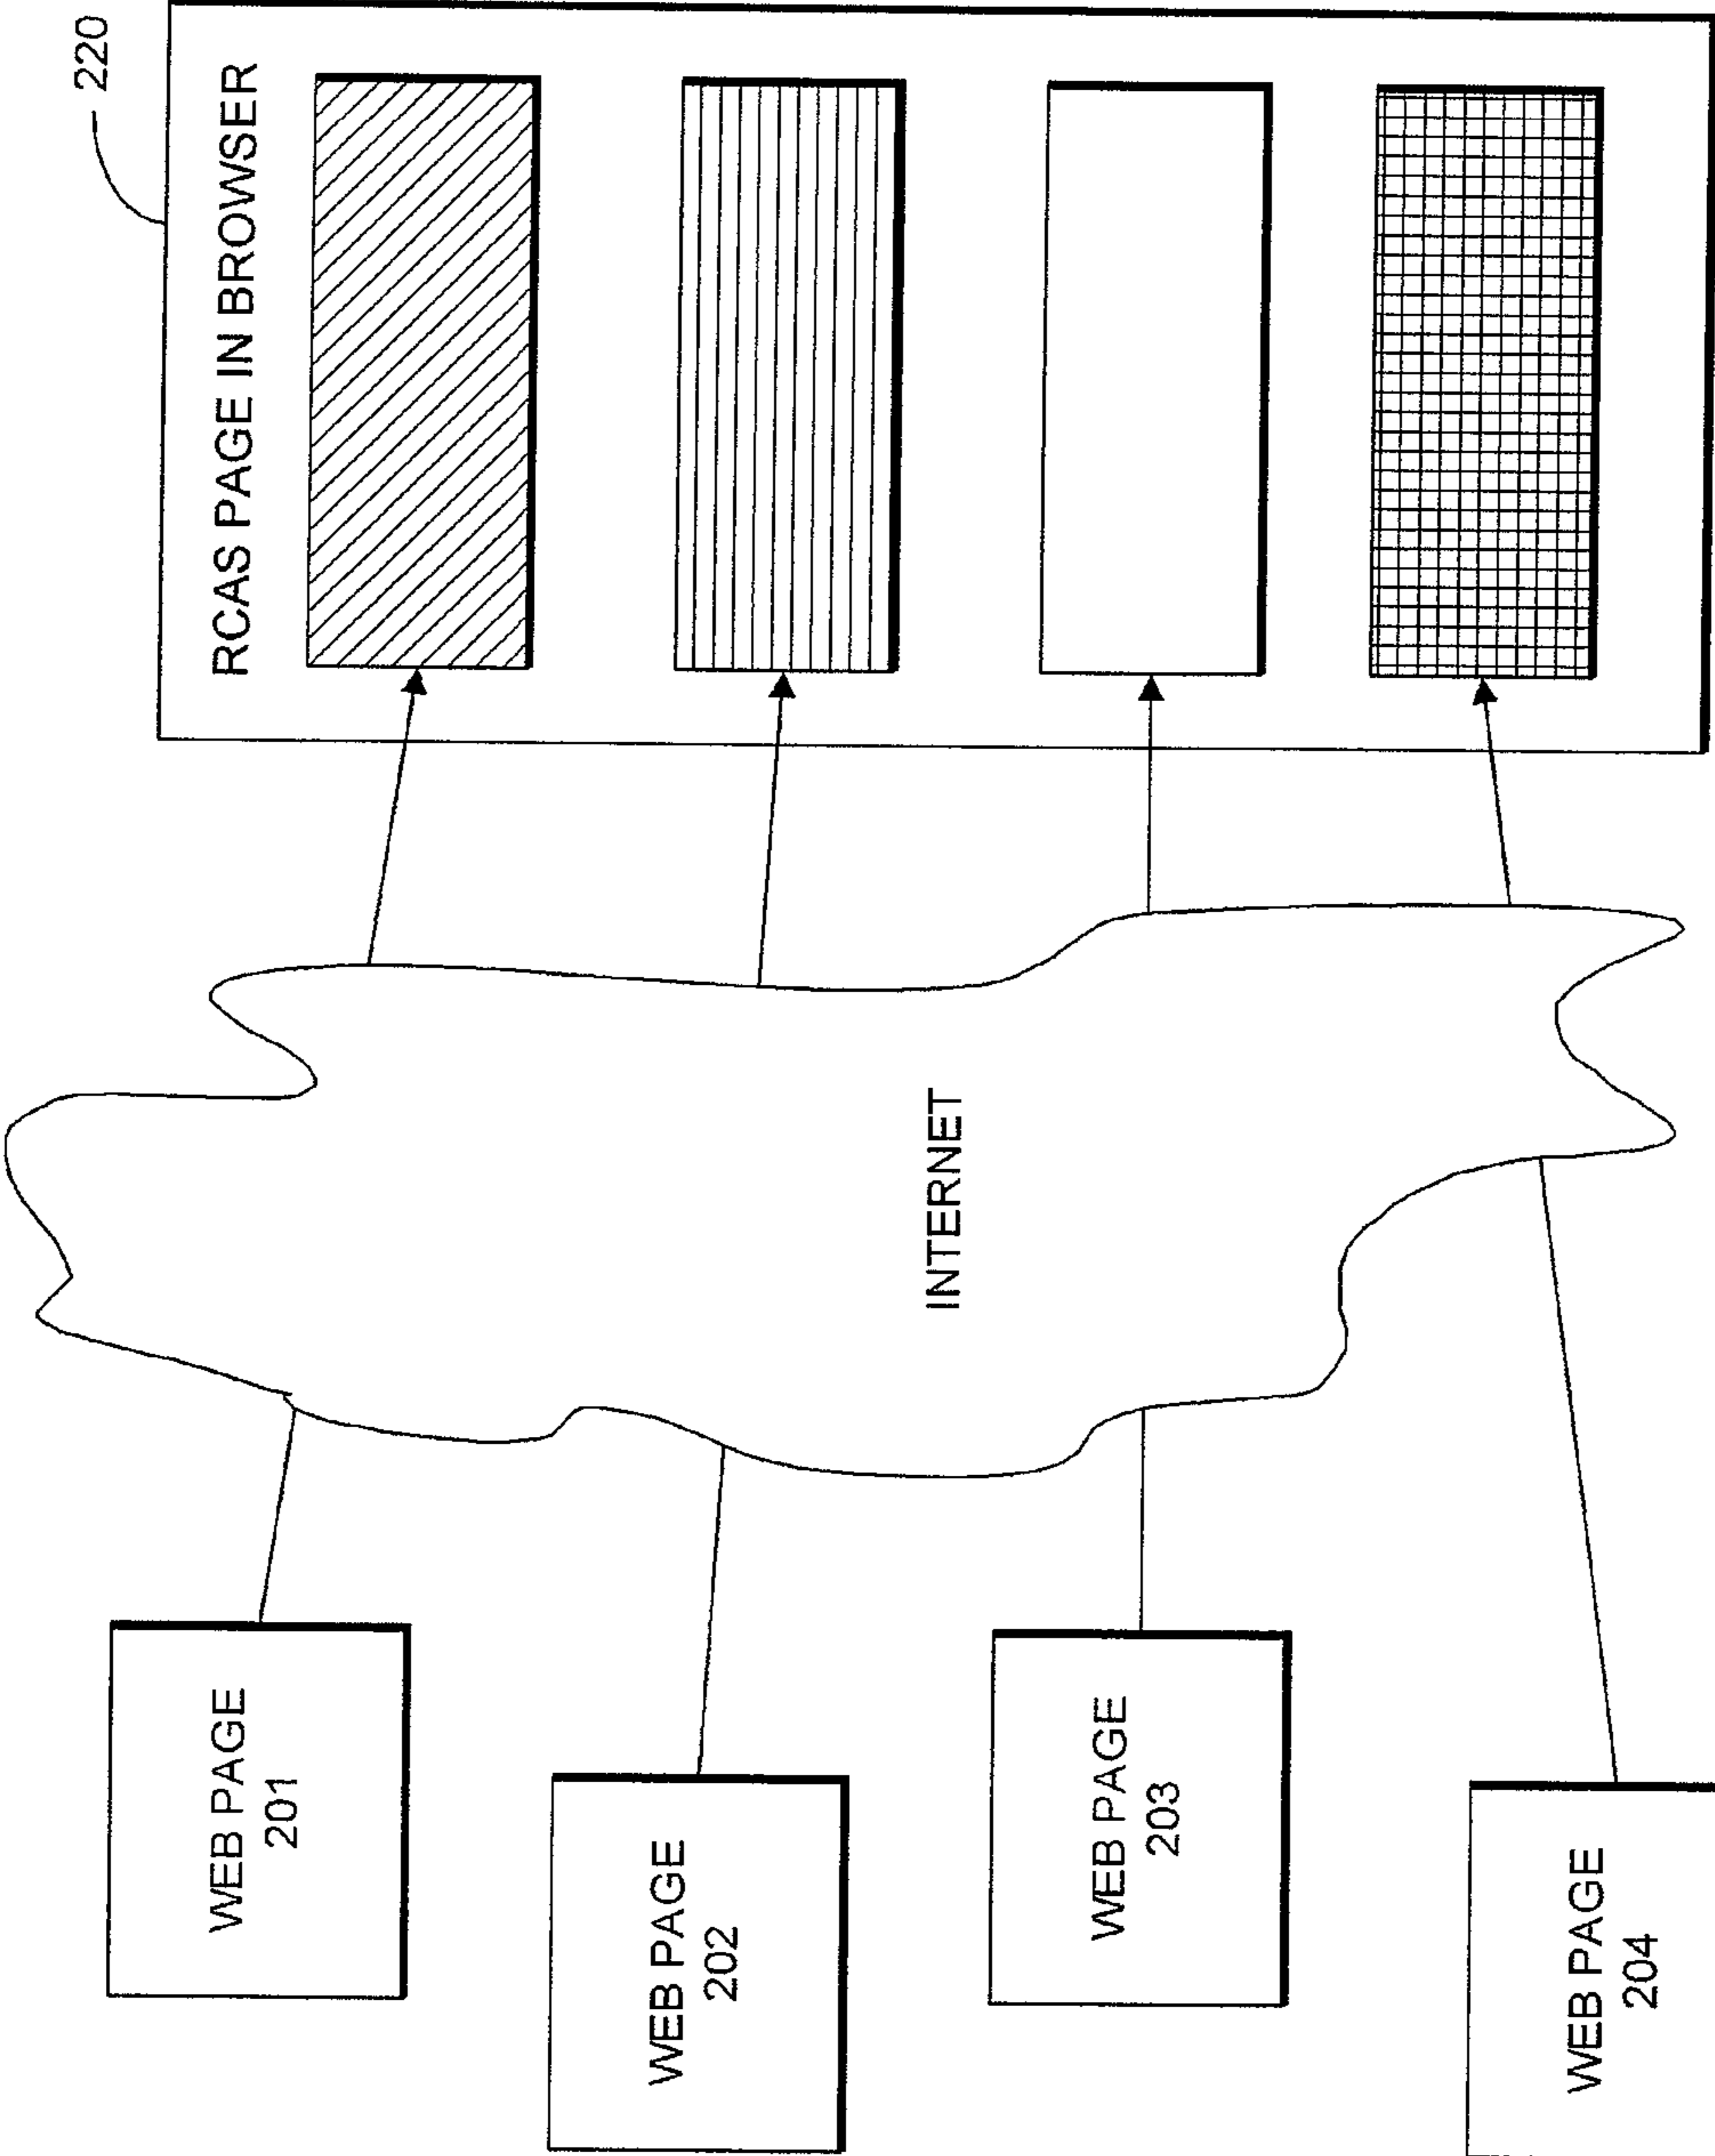 220
RCAS PAGE IN BROWSER
INTERNET
WEB PAGE
201
WEB PAGE
202
WEB PAGE
203
WEB PAGE
204